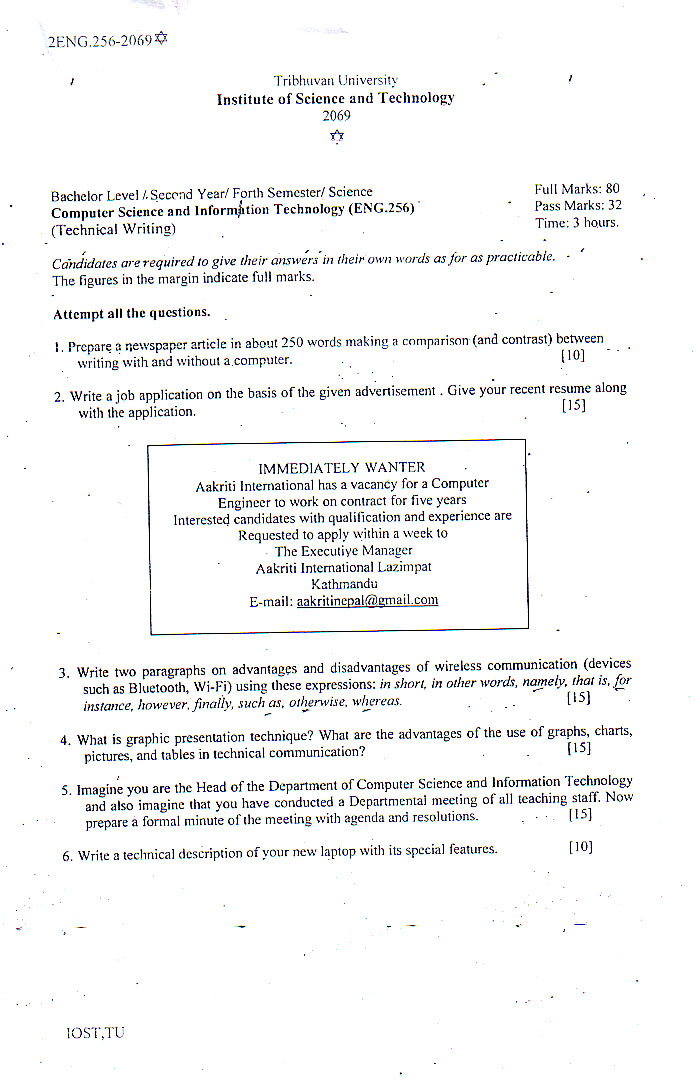 2ENG.256-2069✡
Tribhuvan University
Institute of Science and Technology
2069
✡
Bachelor Level / Second Year/ Forth Semester/ Science
Full Marks: 80
Computer Science and Information Technology (ENG.256)
Pass Marks: 32
(Technical Writing)
Time: 3 hours.
Candidates are required to give their answers in their own words as for as practicable.
The figures in the margin indicate full marks.
Attempt all the questions.
1. Prepare a newspaper article in about 250 words making a comparison (and contrast) between
writing with and without a computer. [10]
2. Write a job application on the basis of the given advertisement . Give your recent resume along
with the application. [15]
IMMEDIATELY WANTER
Aakriti International has a vacancy for a Computer
Engineer to work on contract for five years
Interested candidates with qualification and experience are
Requested to apply within a week to
The Executive Manager
Aakriti International Lazimpat
Kathmandu
E-mail: aakritinepal@gmail.com
3. Write two paragraphs on advantages and disadvantages of wireless communication (devices
such as Bluetooth, Wi-Fi) using these expressions: in short, in other words, namely, that is, for
instance, however, finally, such as, otherwise, whereas. [15]
4. What is graphic presentation technique? What are the advantages of the use of graphs, charts,
pictures, and tables in technical communication? [15]
5. Imagine you are the Head of the Department of Computer Science and Information Technology
and also imagine that you have conducted a Departmental meeting of all teaching staff. Now
prepare a formal minute of the meeting with agenda and resolutions. [15]
6. Write a technical description of your new laptop with its special features. [10]
IOST,TU